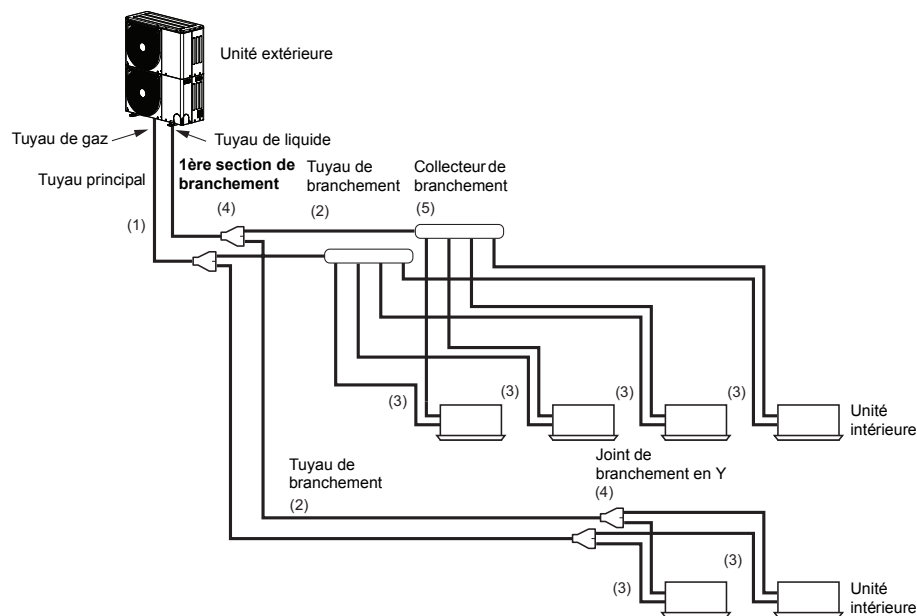 Unité extérieure
Tuyau de gaz
Tuyau de liquide
Tuyau principal
(1)
1ère section de
branchement
(4)
Tuyau de
branchement
(2)
Collecteur de
branchement
(5)
(3)
(3)
(3)
(3)
Unité
intérieure
Tuyau de
branchement
(2)
Joint de
branchement en Y
(4)
(3)
(3)
Unité
intérieure